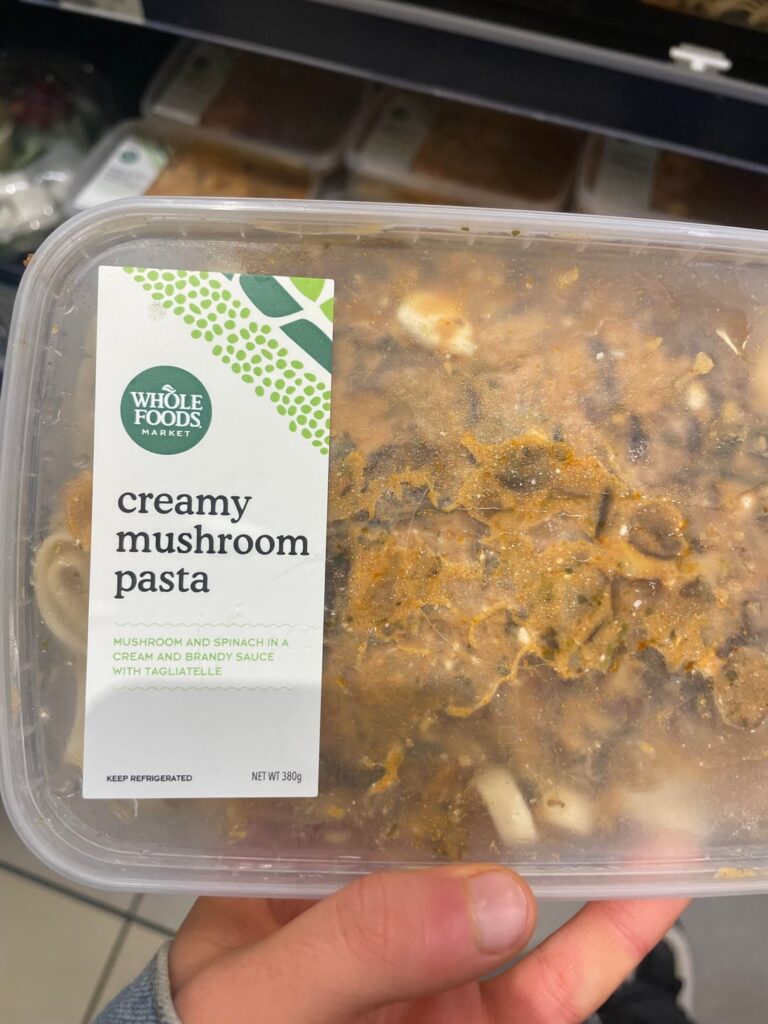 WHOLE
FOODS
MARKET
creamy
mushroom
pasta
MUSHROOM AND SPINACH IN A
CREAM AND BRANDY SAUCE
WITH TAGLIATELLE
KEEP REFRIGERATED NET WT 380g